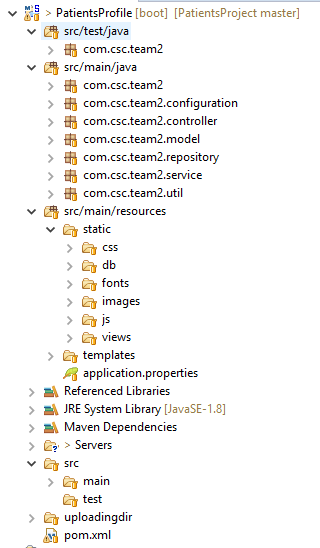 > PatientsProfile [boot] [PatientsProject master]
src/test/java
com.csc.team2
src/main/java
com.csc.team2
com.csc.team2.configuration
com.csc.team2.controller
com.csc.team2.model
com.csc.team2.repository
com.csc.team2.service
com.csc.team2.util
src/main/resources
static
css
db
fonts
images
js
views
templates
application.properties
Referenced Libraries
JRE System Library [JavaSE-1.8]
Maven Dependencies
> Servers
src
main
test
uploadingdir
pom.xml